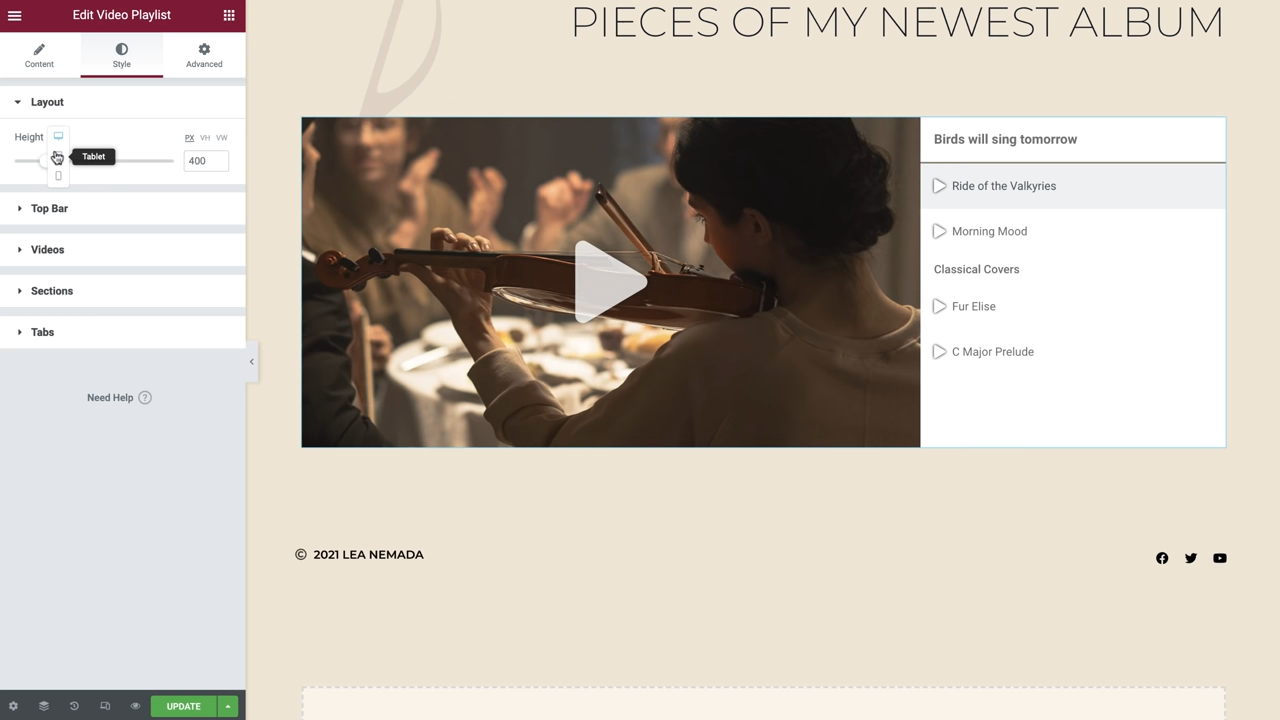 Edit Video Playlist
PIECES OF MY NEWEST ALBUM
Content
Style
Advanced
Layout
Height
PX VH VW
Tablet
400
Top Bar
Videos
Sections
Tabs
Need Help ?
Birds will sing tomorrow
Ride of the Valkyries
Morning Mood
Classical Covers
Fur Elise
C Major Prelude
© 2021 LEA NEMADA
UPDATE